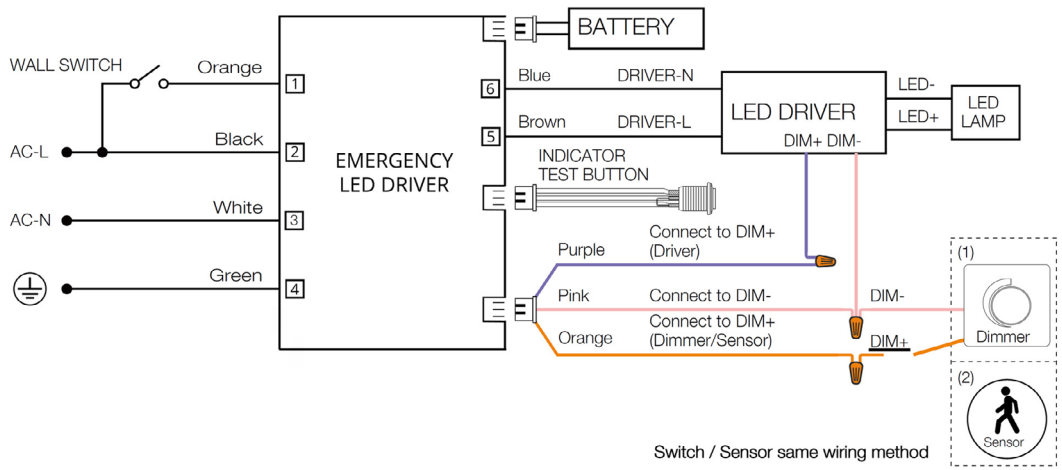 BATTERY
WALL SWITCH
Orange
1
6
Blue
DRIVER-N
LED DRIVER
LED-
LED+
LED
LAMP
AC-L
Black
2
5
Brown
DRIVER-L
DIM+ DIM-
EMERGENCY
LED DRIVER
INDICATOR
TEST BUTTON
AC-N
White
3
Green
4
Purple
Connect to DIM+
(Driver)
Pink
Connect to DIM-
DIM-
Orange
Connect to DIM+
(Dimmer/Sensor)
DIM+
(1)
Dimmer
(2)
Sensor
Switch / Sensor same wiring method